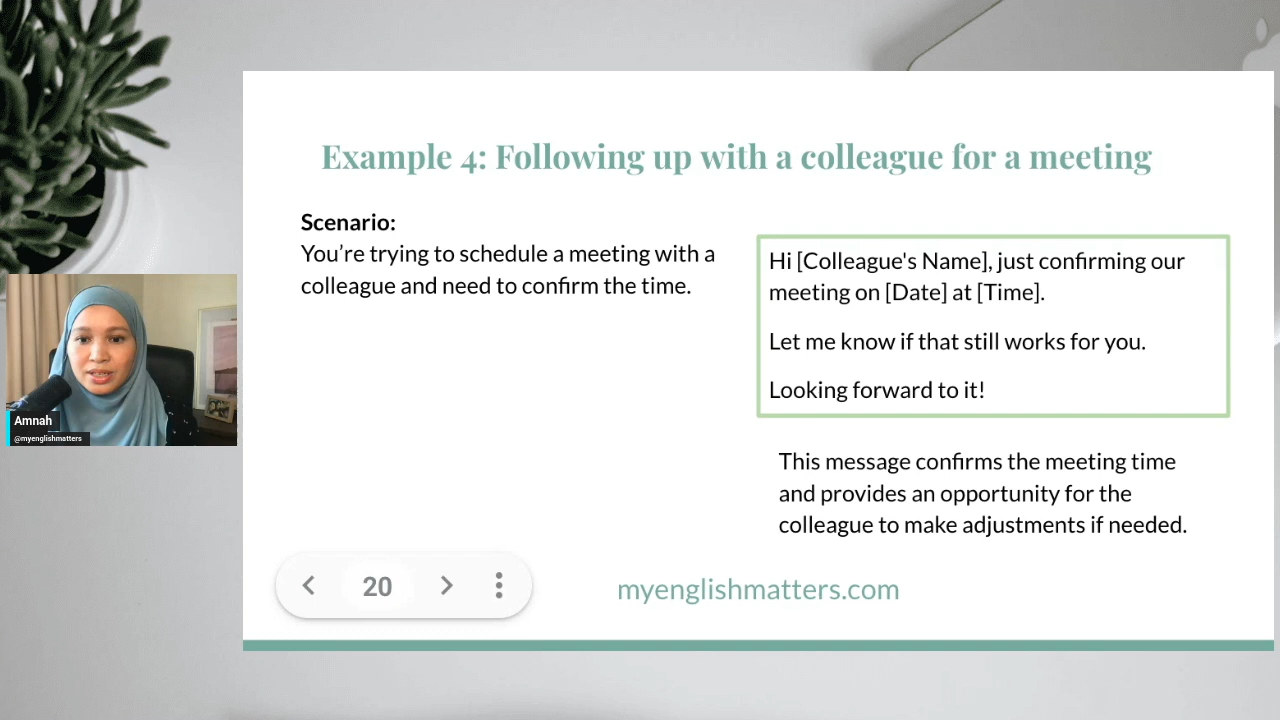 Example 4: Following up with a colleague for a meeting
Scenario:
You’re trying to schedule a meeting with a
colleague and need to confirm the time.
Hi [Colleague's Name], just confirming our
meeting on [Date] at [Time].
Let me know if that still works for you.
Looking forward to it!
This message confirms the meeting time
and provides an opportunity for the
colleague to make adjustments if needed.
Amnah
@myenglishmatters
20
myenglishmatters.com